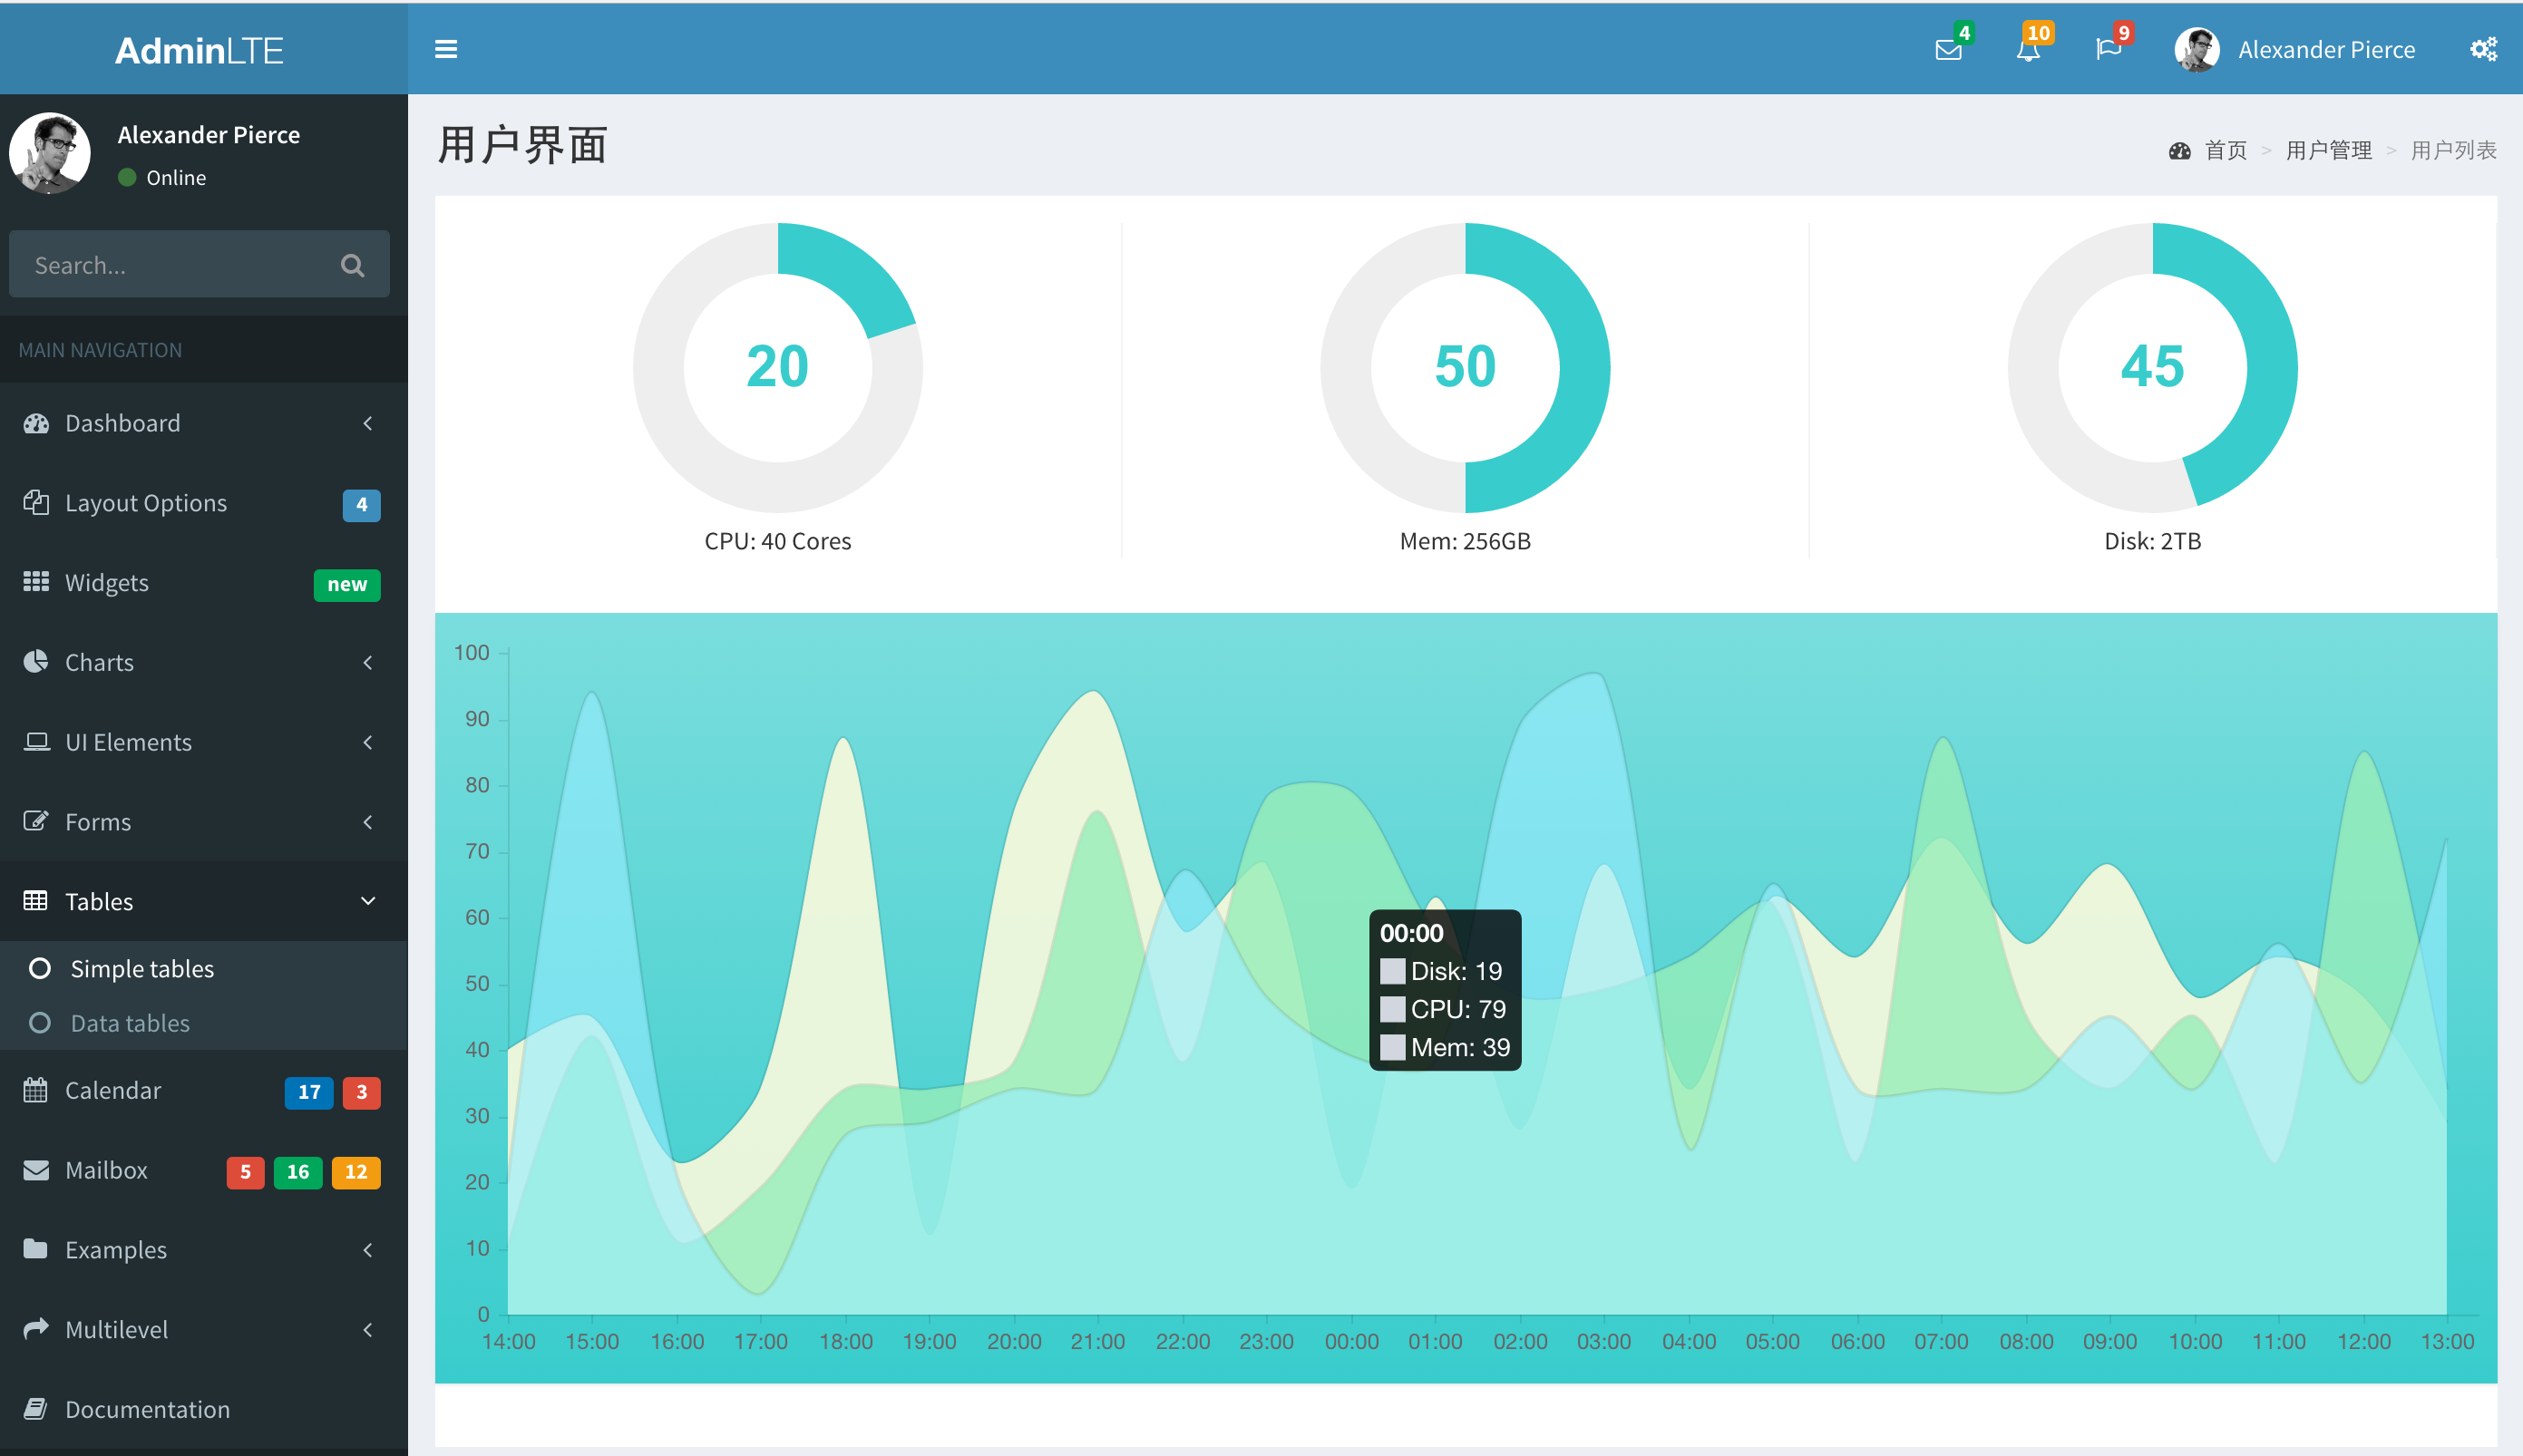 AdminLTE
4
10
9
Alexander Pierce
Alexander Pierce
Online
Search...
MAIN NAVIGATION
Dashboard
Layout Options 4
Widgets new
Charts
UI Elements
Forms
Tables
Simple tables
Data tables
Calendar 17 3
Mailbox 5 16 12
Examples
Multilevel
Documentation
用户界面
首页 > 用户管理 > 用户列表
20
CPU: 40 Cores
50
Mem: 256GB
45
Disk: 2TB
100
90
80
70
60
50
40
30
20
10
0
00:00
Disk: 19
CPU: 79
Mem: 39
14:00 15:00 16:00 17:00 18:00 19:00 20:00 21:00 22:00 23:00 00:00 01:00 02:00 03:00 04:00 05:00 06:00 07:00 08:00 09:00 10:00 11:00 12:00 13:00